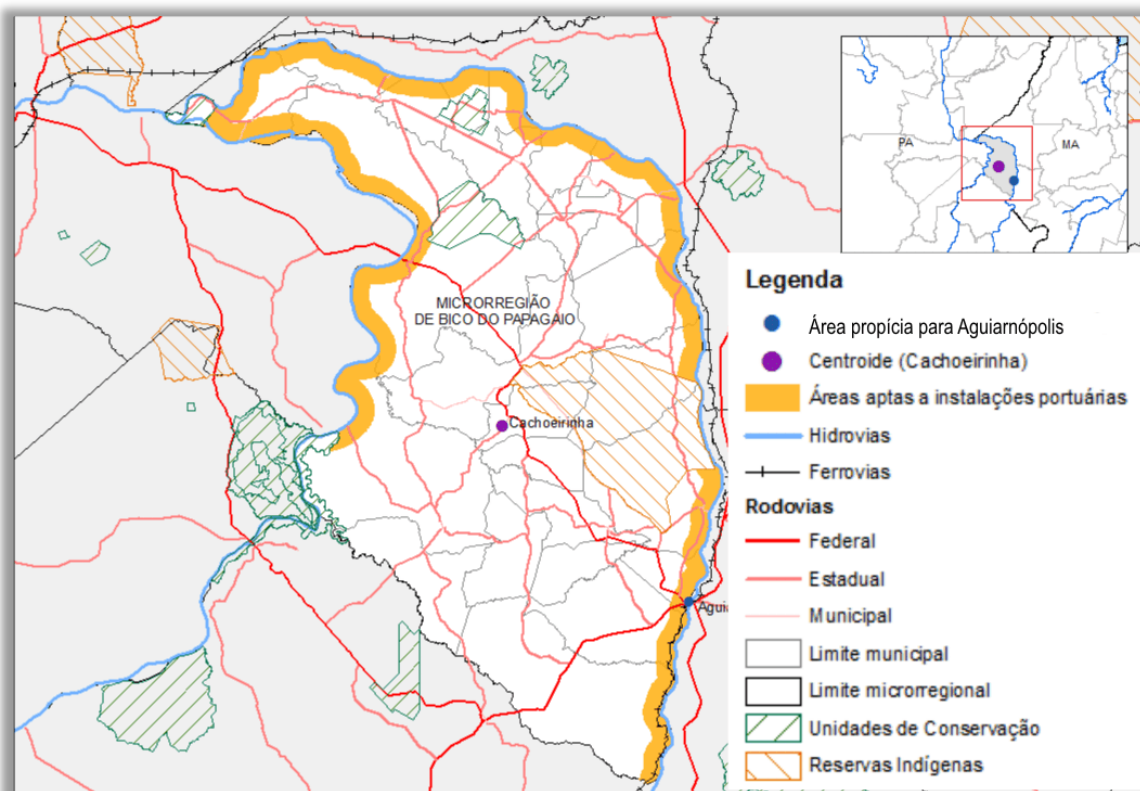 PA
MA
MICRORREGIÃO
DE BICO DO PAPAGAIO
Cachoeirinha
Legenda
Área propícia para Aguiarnópolis
Centroide (Cachoeirinha)
Áreas aptas a instalações portuárias
Hidrovias
Ferrovias
Rodovias
Federal
Estadual
Municipal
Limite municipal
Limite microrregional
Unidades de Conservação
Reservas Indígenas